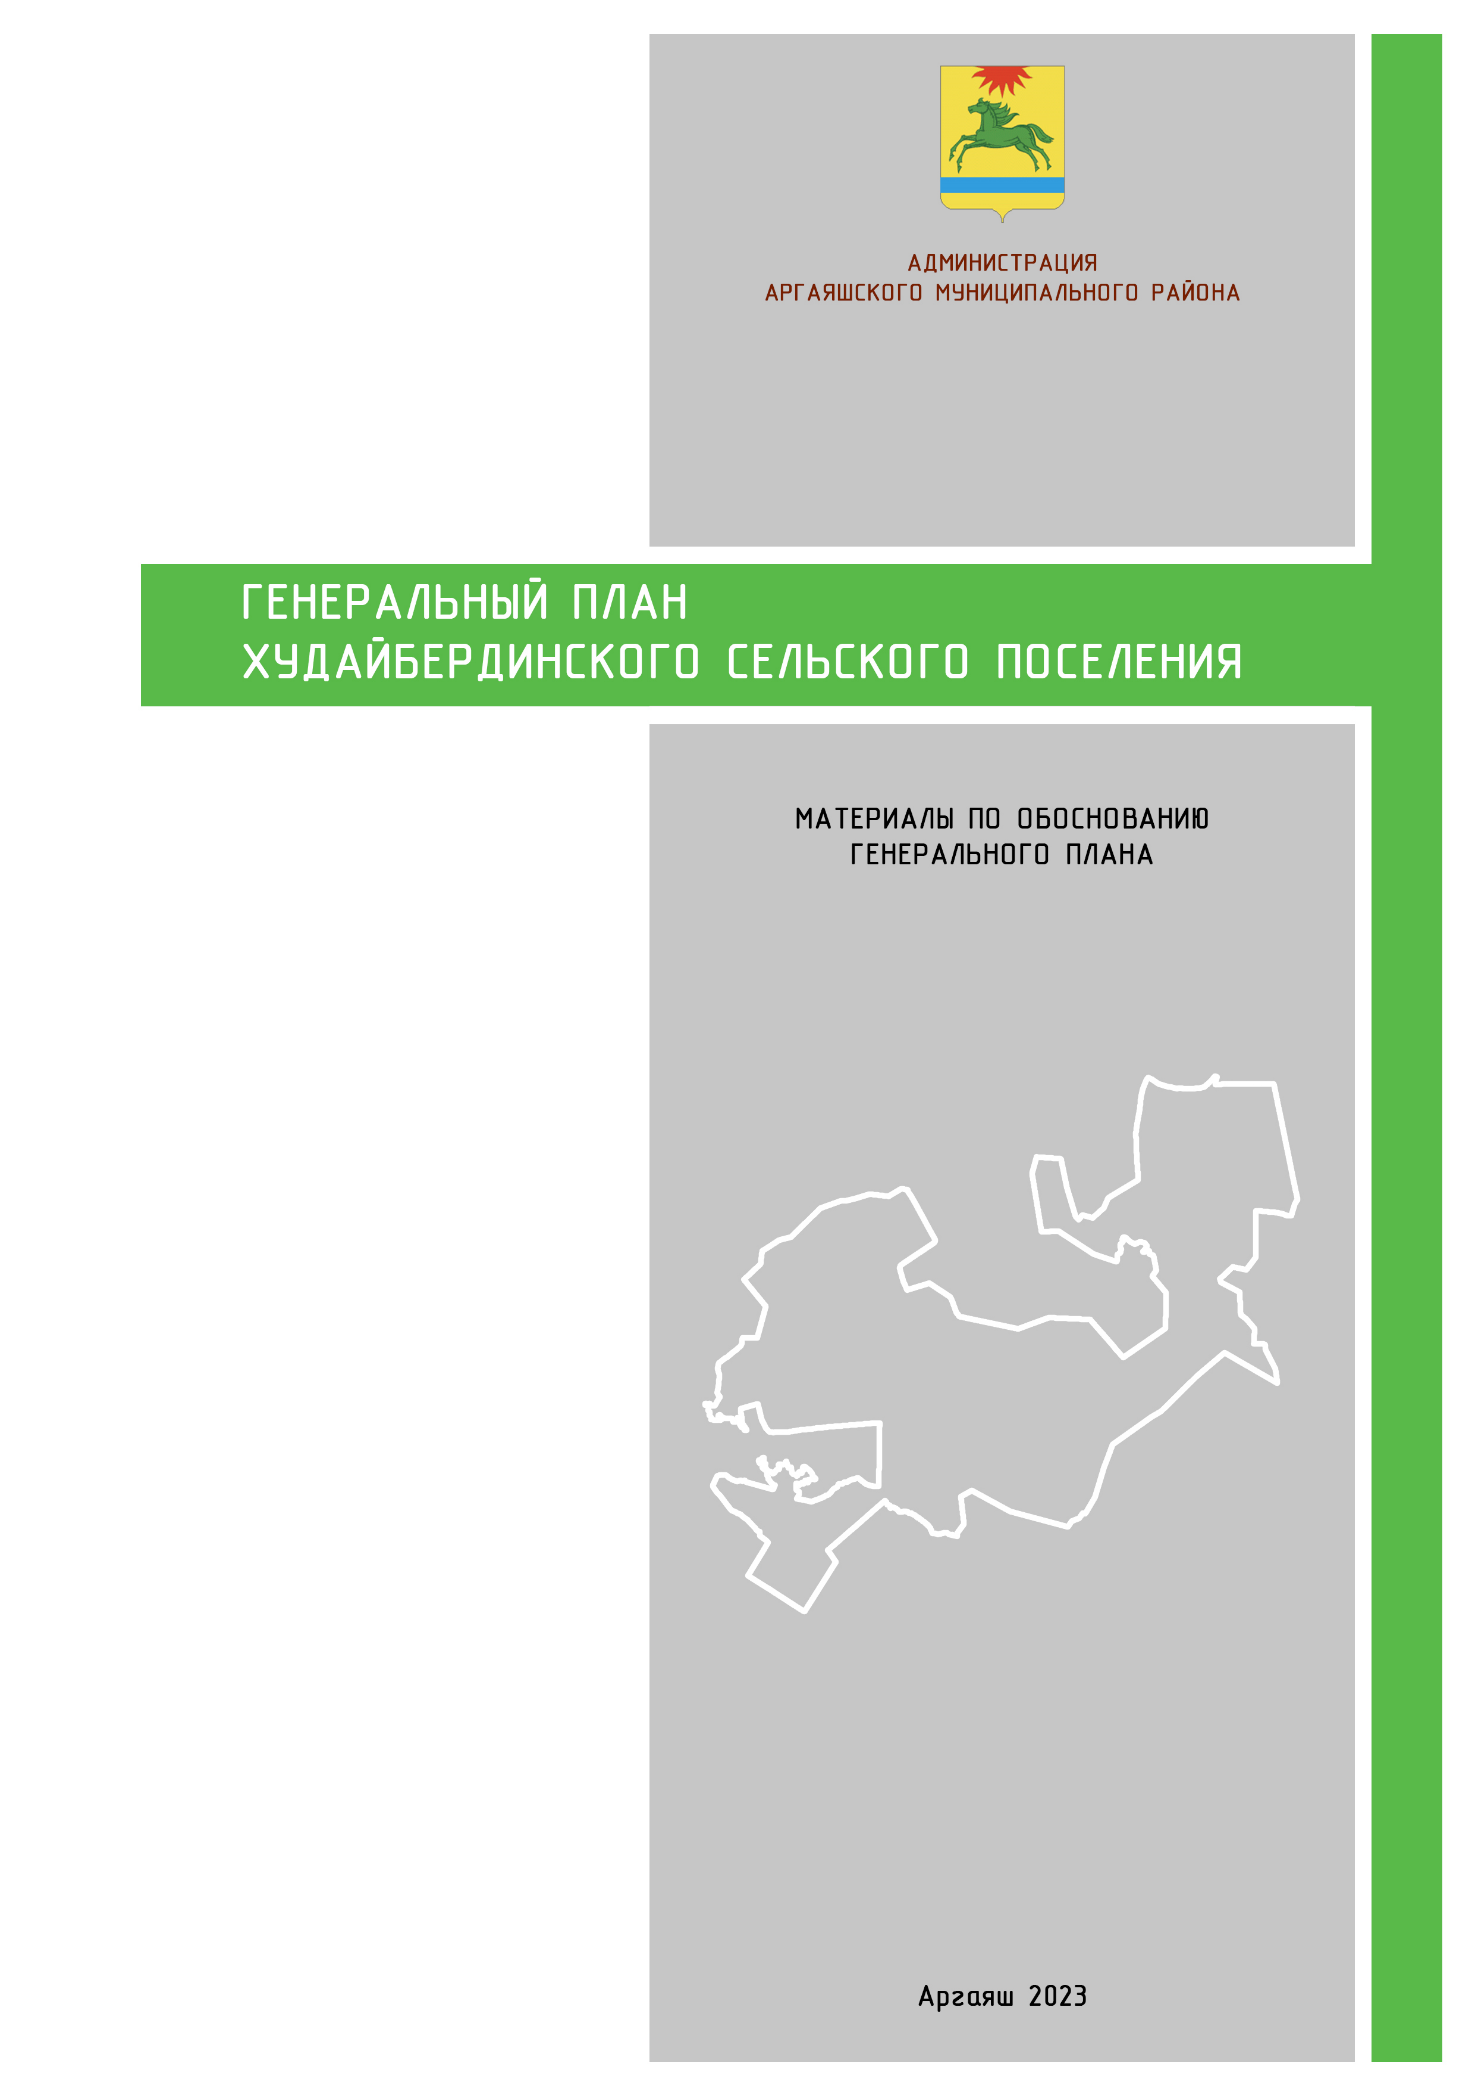 АДМИНИСТРАЦИЯ
АРГАЯШСКОГО МУНИЦИПАЛЬНОГО РАЙОНА
ГЕНЕРАЛЬНЫЙ ПЛАН
ХУДАЙБЕРДИНСКОГО СЕЛЬСКОГО ПОСЕЛЕНИЯ
МАТЕРИАЛЫ ПО ОБОСНОВАНИЮ
ГЕНЕРАЛЬНОГО ПЛАНА
Аргаяш 2023